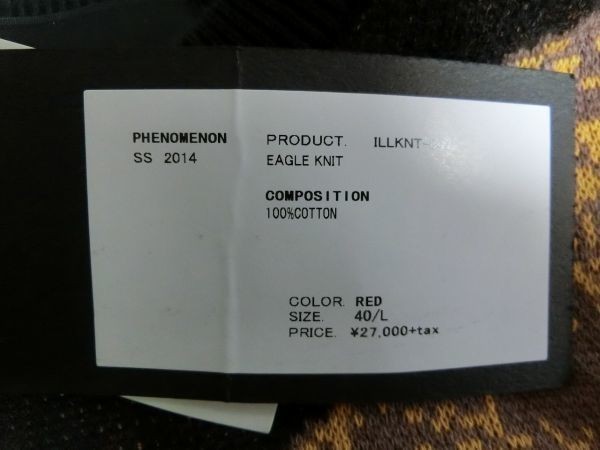 PHENOMENON
SS 2014
PRODUCT. ILLKNT-
EAGLE KNIT
COMPOSITION
100%COTTON
COLOR. RED
SIZE. 40/L
PRICE. ¥27,000+tax